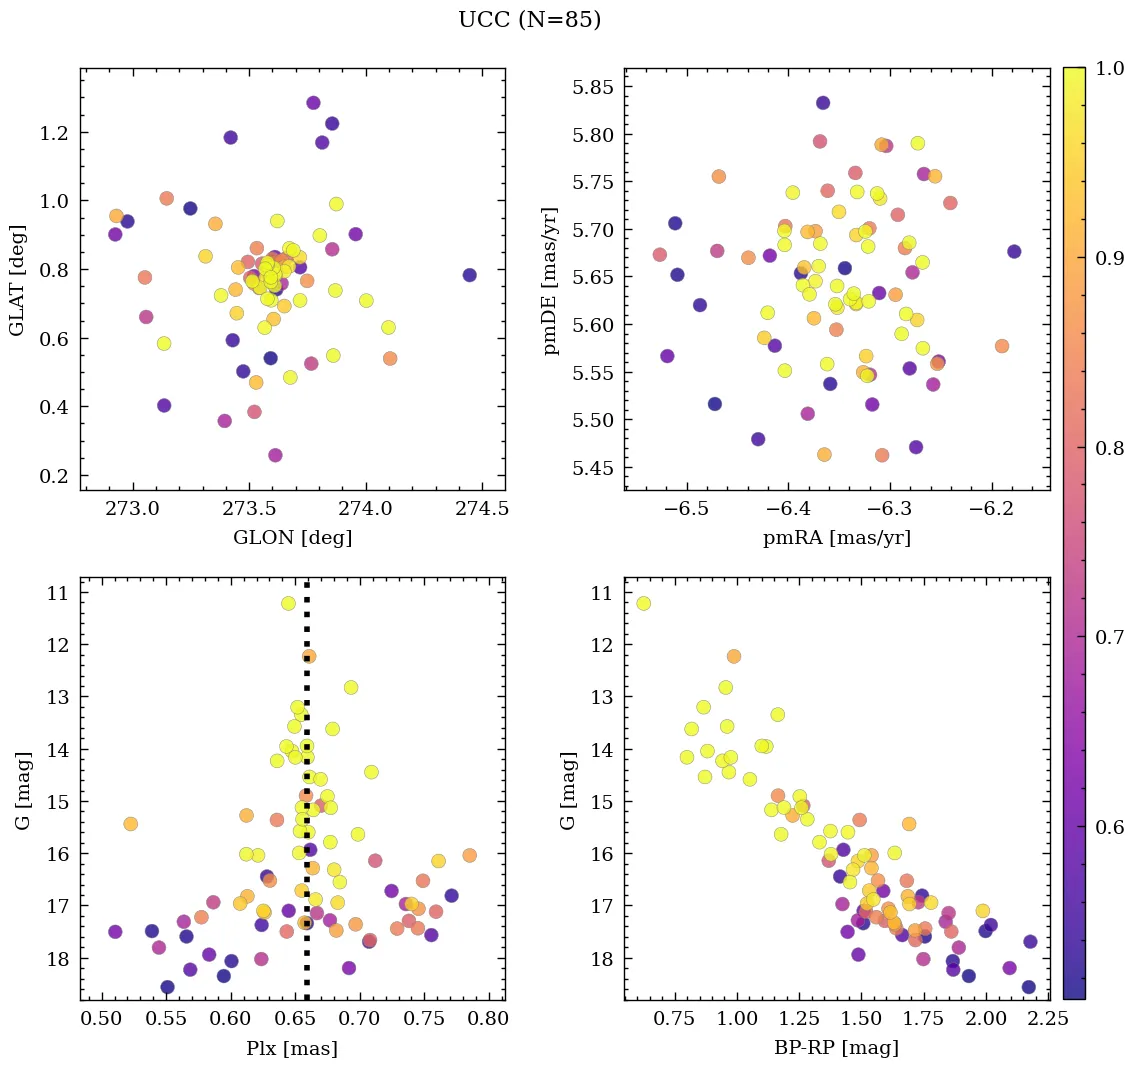 UCC (N=85)
1.2
1.0
0.8
0.6
0.4
0.2
GLAT [deg]
273.0 273.5 274.0 274.5
GLON [deg]
5.85
5.80
5.75
5.70
5.65
5.60
5.55
5.50
5.45
pmDE [mas/yr]
−6.5 −6.4 −6.3 −6.2
pmRA [mas/yr]
11
12
13
14
15
16
17
18
G [mag]
0.50 0.55 0.60 0.65 0.70 0.75 0.80
Plx [mas]
11
12
13
14
15
16
17
18
G [mag]
0.75 1.00 1.25 1.50 1.75 2.00 2.25
BP-RP [mag]
1.0
0.9
0.8
0.7
0.6